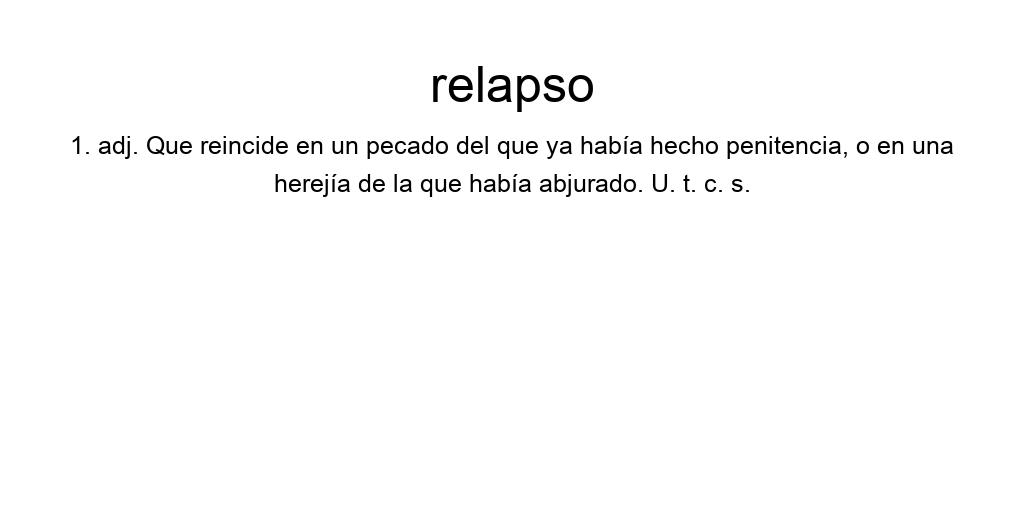 relapso
1. adj. Que reincide en un pecado del que ya había hecho penitencia, o en una
herejía de la que había abjurado. U. t. c. s.